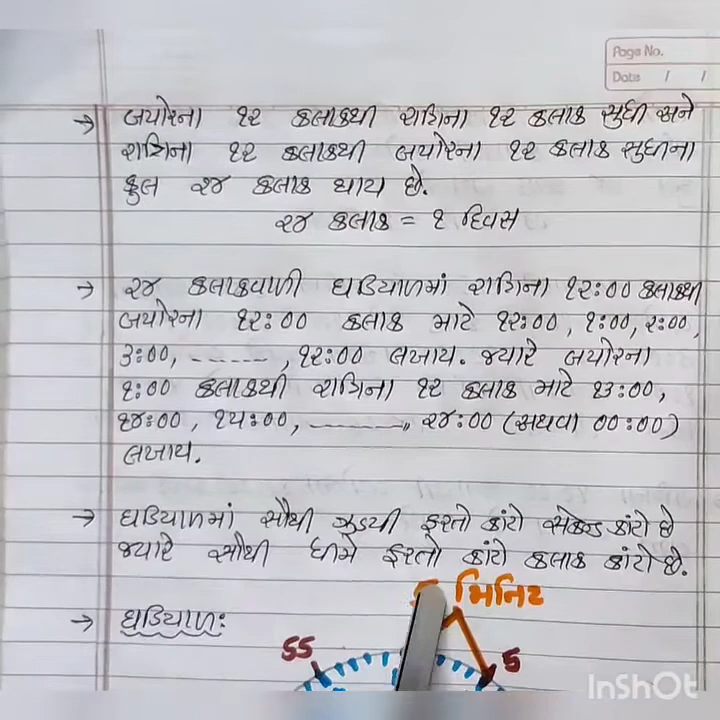 Page No.
Date / /
→ બપોરના ૧૨ કલાકથી રાત્રિના ૧૨ કલાક સુધી અને
રાત્રિના ૧૨ કલાકથી બપોરના ૧૨ કલાક સુધીના
કુલ ૨૪ કલાક થાય છે.
૨૪ કલાક = ૧ દિવસ
→ ૨૪ કલાકવાળી ઘડિયાળમાં રાત્રિના ૧૨:૦૦ કલાકથી
બપોરના ૧૨:૦૦ કલાક માટે ૧૨:૦૦, ૧:૦૦, ૨:૦૦,
૩:૦૦, ------, ૧૨:૦૦ લખાય. જ્યારે બપોરના
૧:૦૦ કલાકથી રાત્રિના ૧૨ કલાક માટે ૧૩:૦૦,
૧૪:૦૦, ૧૫:૦૦, --------, ૨૪:૦૦ (અથવા ૦૦:૦૦)
લખાય.
→ ઘડિયાળમાં સૌથી ઝડપથી ફરતો કાંટો સેકન્ડ કાંટો છે
જ્યારે સૌથી ધીમે ફરતો કાંટો કલાક કાંટો છે.
મિનિટ
→ ઘડિયાળ:
55 5
InShOt